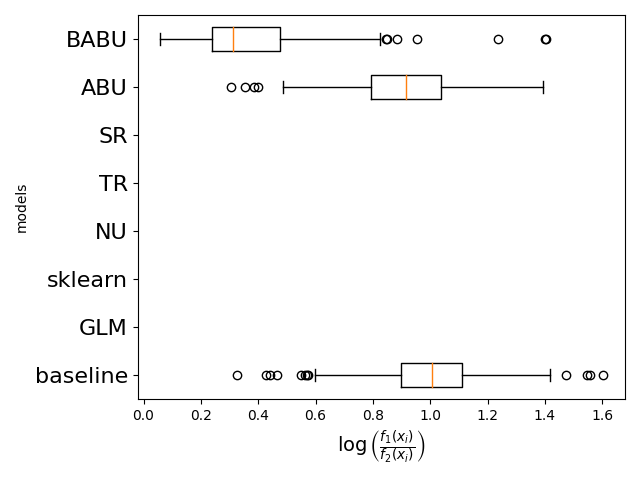 BABU
ABU
SR
TR
NU
sklearn
GLM
baseline
models
0.0 0.2 0.4 0.6 0.8 1.0 1.2 1.4 1.6
log(f₁(xᵢ)/f₂(xᵢ))